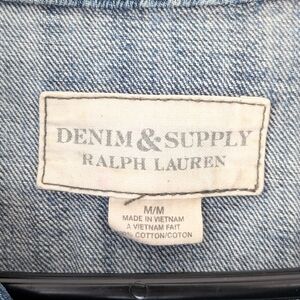 DENIM & SUPPLY
RALPH LAUREN
M/M
MADE IN VIETNAM
VIETNAM FAIT
% COTTON/COTON